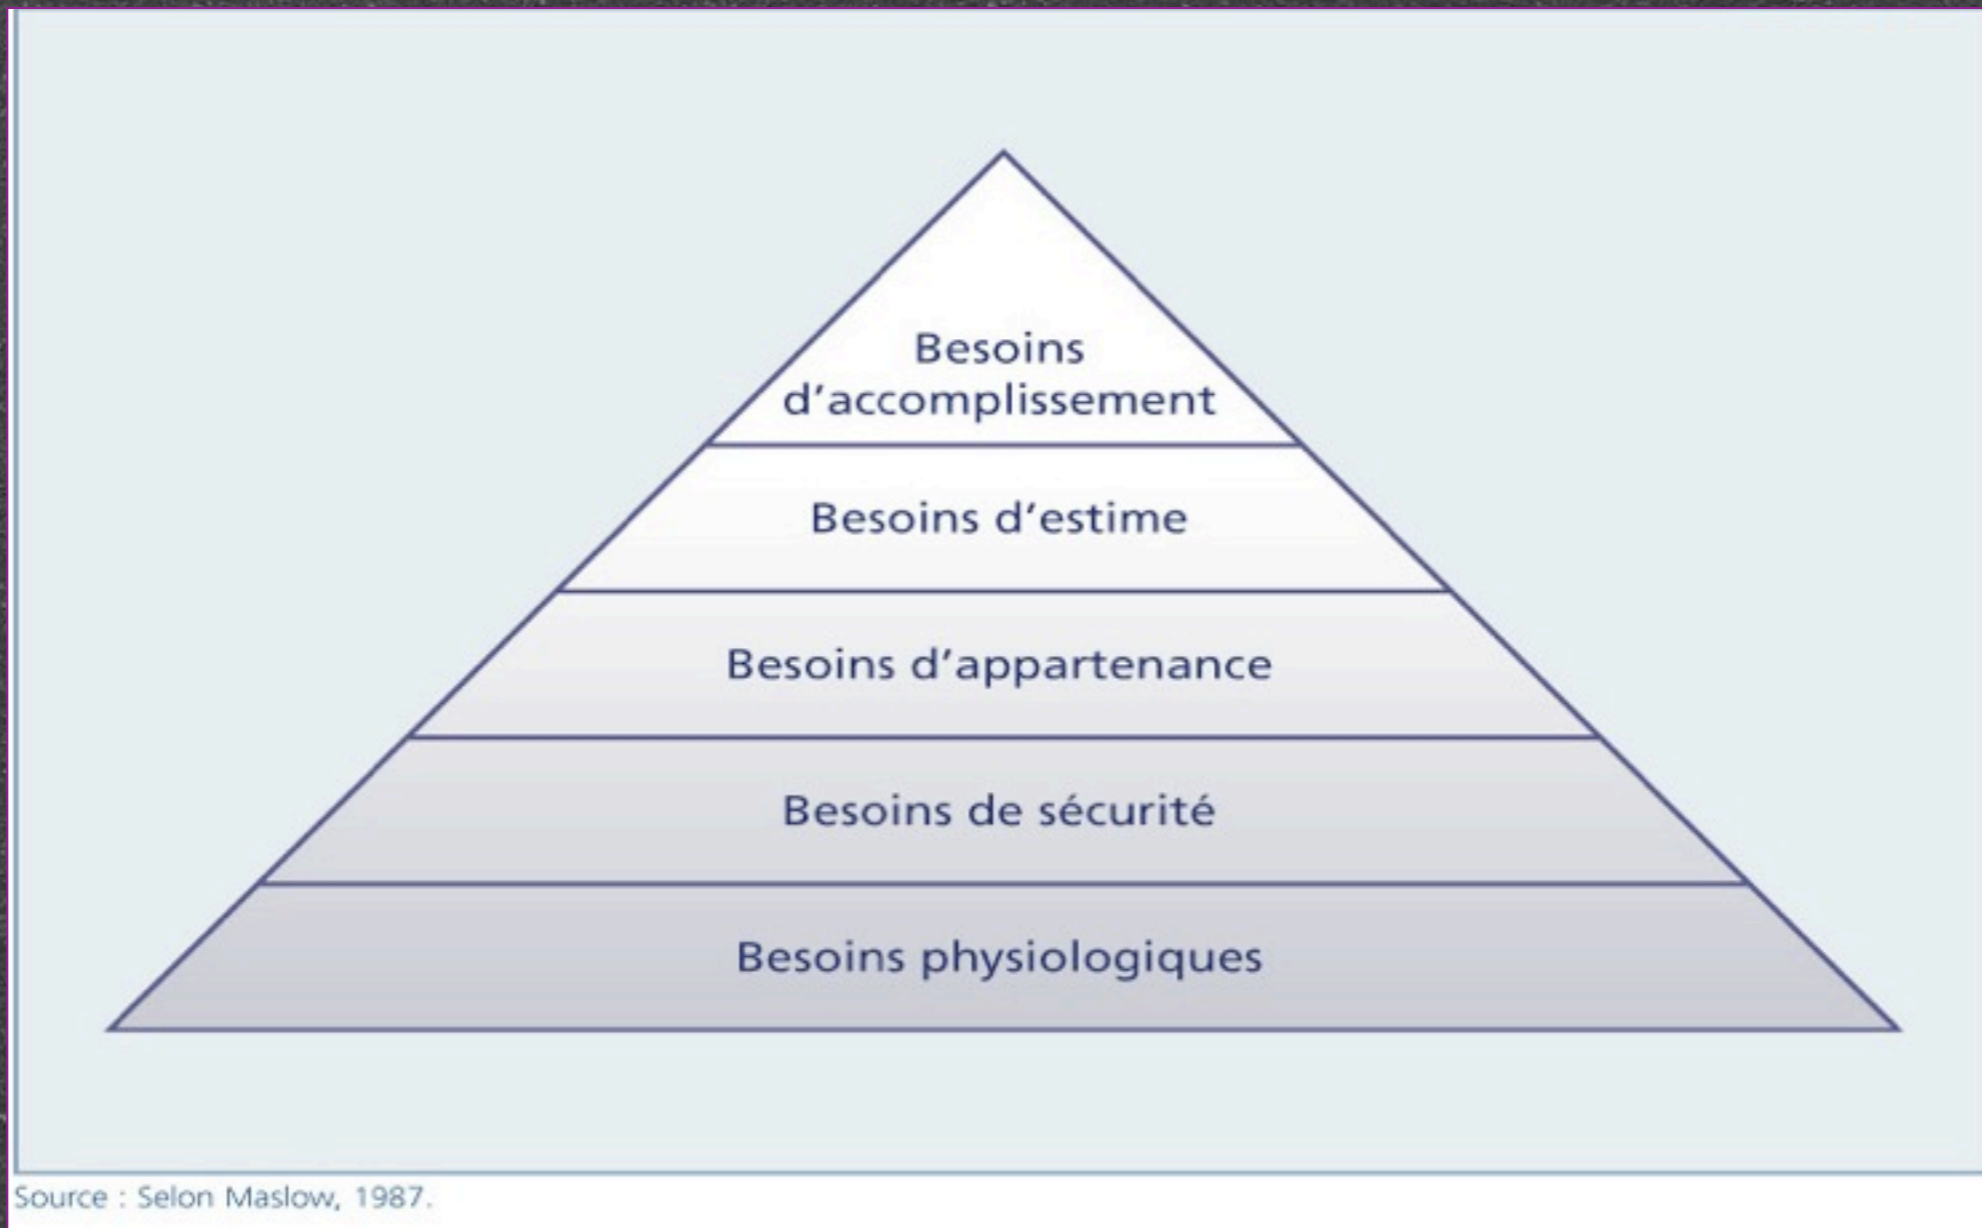 Besoins
d’accomplissement
Besoins d’estime
Besoins d’appartenance
Besoins de sécurité
Besoins physiologiques
Source : Selon Maslow, 1987.